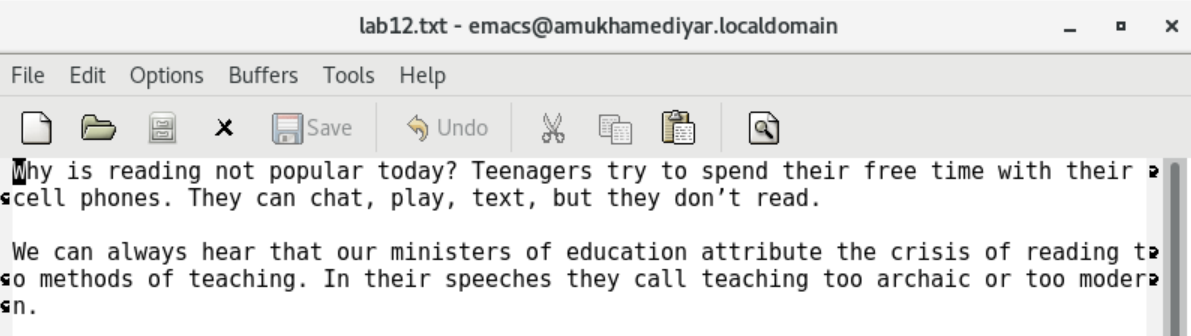 lab12.txt - emacs@amukhamediyar.localdomain
File Edit Options Buffers Tools Help
Save Undo
Why is reading not popular today? Teenagers try to spend their free time with their
cell phones. They can chat, play, text, but they don’t read.
We can always hear that our ministers of education attribute the crisis of reading t
o methods of teaching. In their speeches they call teaching too archaic or too moder
n.